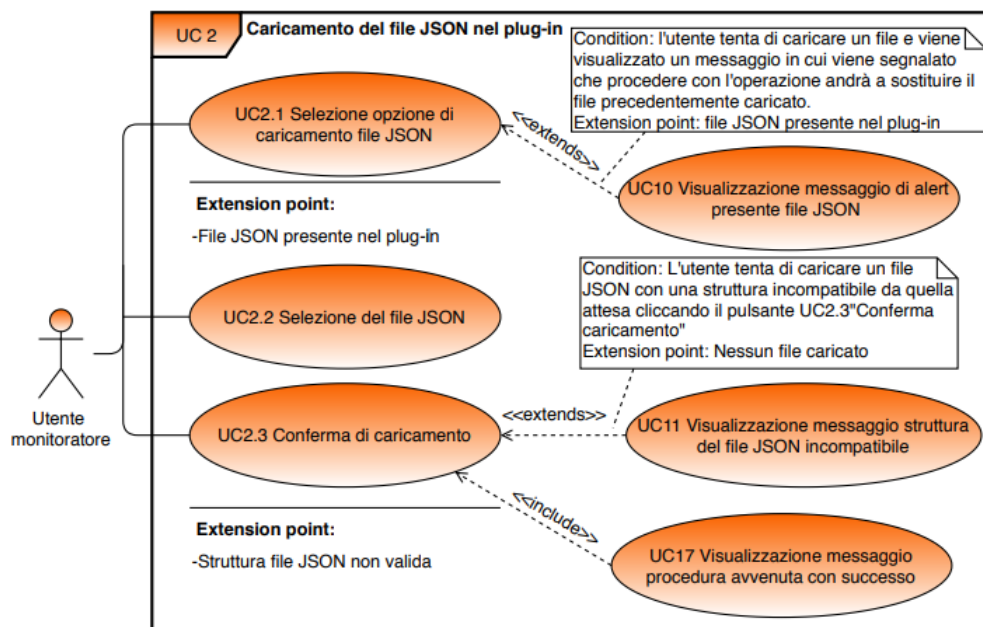 UC 2
Caricamento del file JSON nel plug-in
Condition: l'utente tenta di caricare un file e viene
visualizzato un messaggio in cui viene segnalato
che procedere con l'operazione andrà a sostituire il
file precedentemente caricato.
Extension point: file JSON presente nel plug-in
UC2.1 Selezione opzione di
caricamento file JSON
<<extends>>
UC10 Visualizzazione messaggio di alert
presente file JSON
Extension point:
-File JSON presente nel plug-in
Condition: L'utente tenta di caricare un file
JSON con una struttura incompatibile da quella
attesa cliccando il pulsante UC2.3"Conferma
caricamento"
Extension point: Nessun file caricato
UC2.2 Selezione del file JSON
Utente
monitoratore
UC2.3 Conferma di caricamento
<<extends>>
UC11 Visualizzazione messaggio struttura
del file JSON incompatibile
<<include>>
Extension point:
-Struttura file JSON non valida
UC17 Visualizzazione messaggio
procedura avvenuta con successo